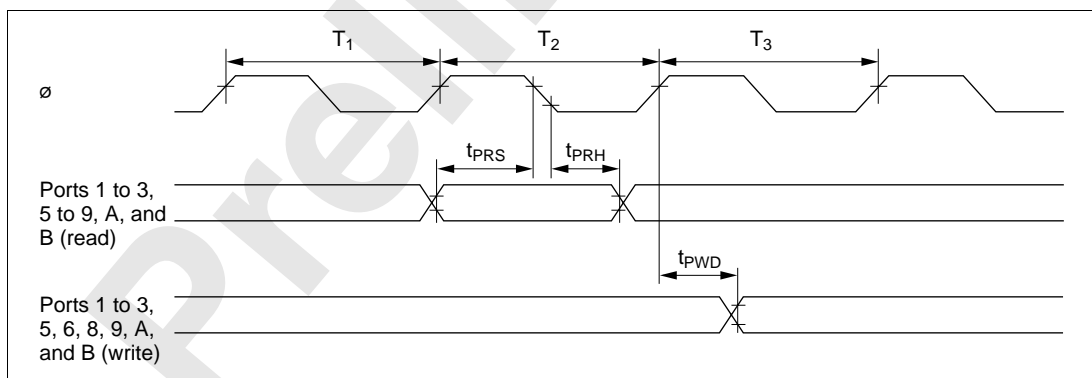 T1
T2
T3
ø
tPRS
tPRH
Ports 1 to 3,
5 to 9, A, and
B (read)
tPWD
Ports 1 to 3,
5, 6, 8, 9, A,
and B (write)